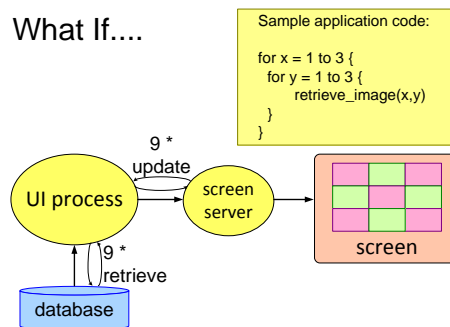 What If....
Sample application code:
for x = 1 to 3 {
for y = 1 to 3 {
retrieve_image(x,y)
}
}
9 *
update
UI process
screen
server
screen
9 *
retrieve
database